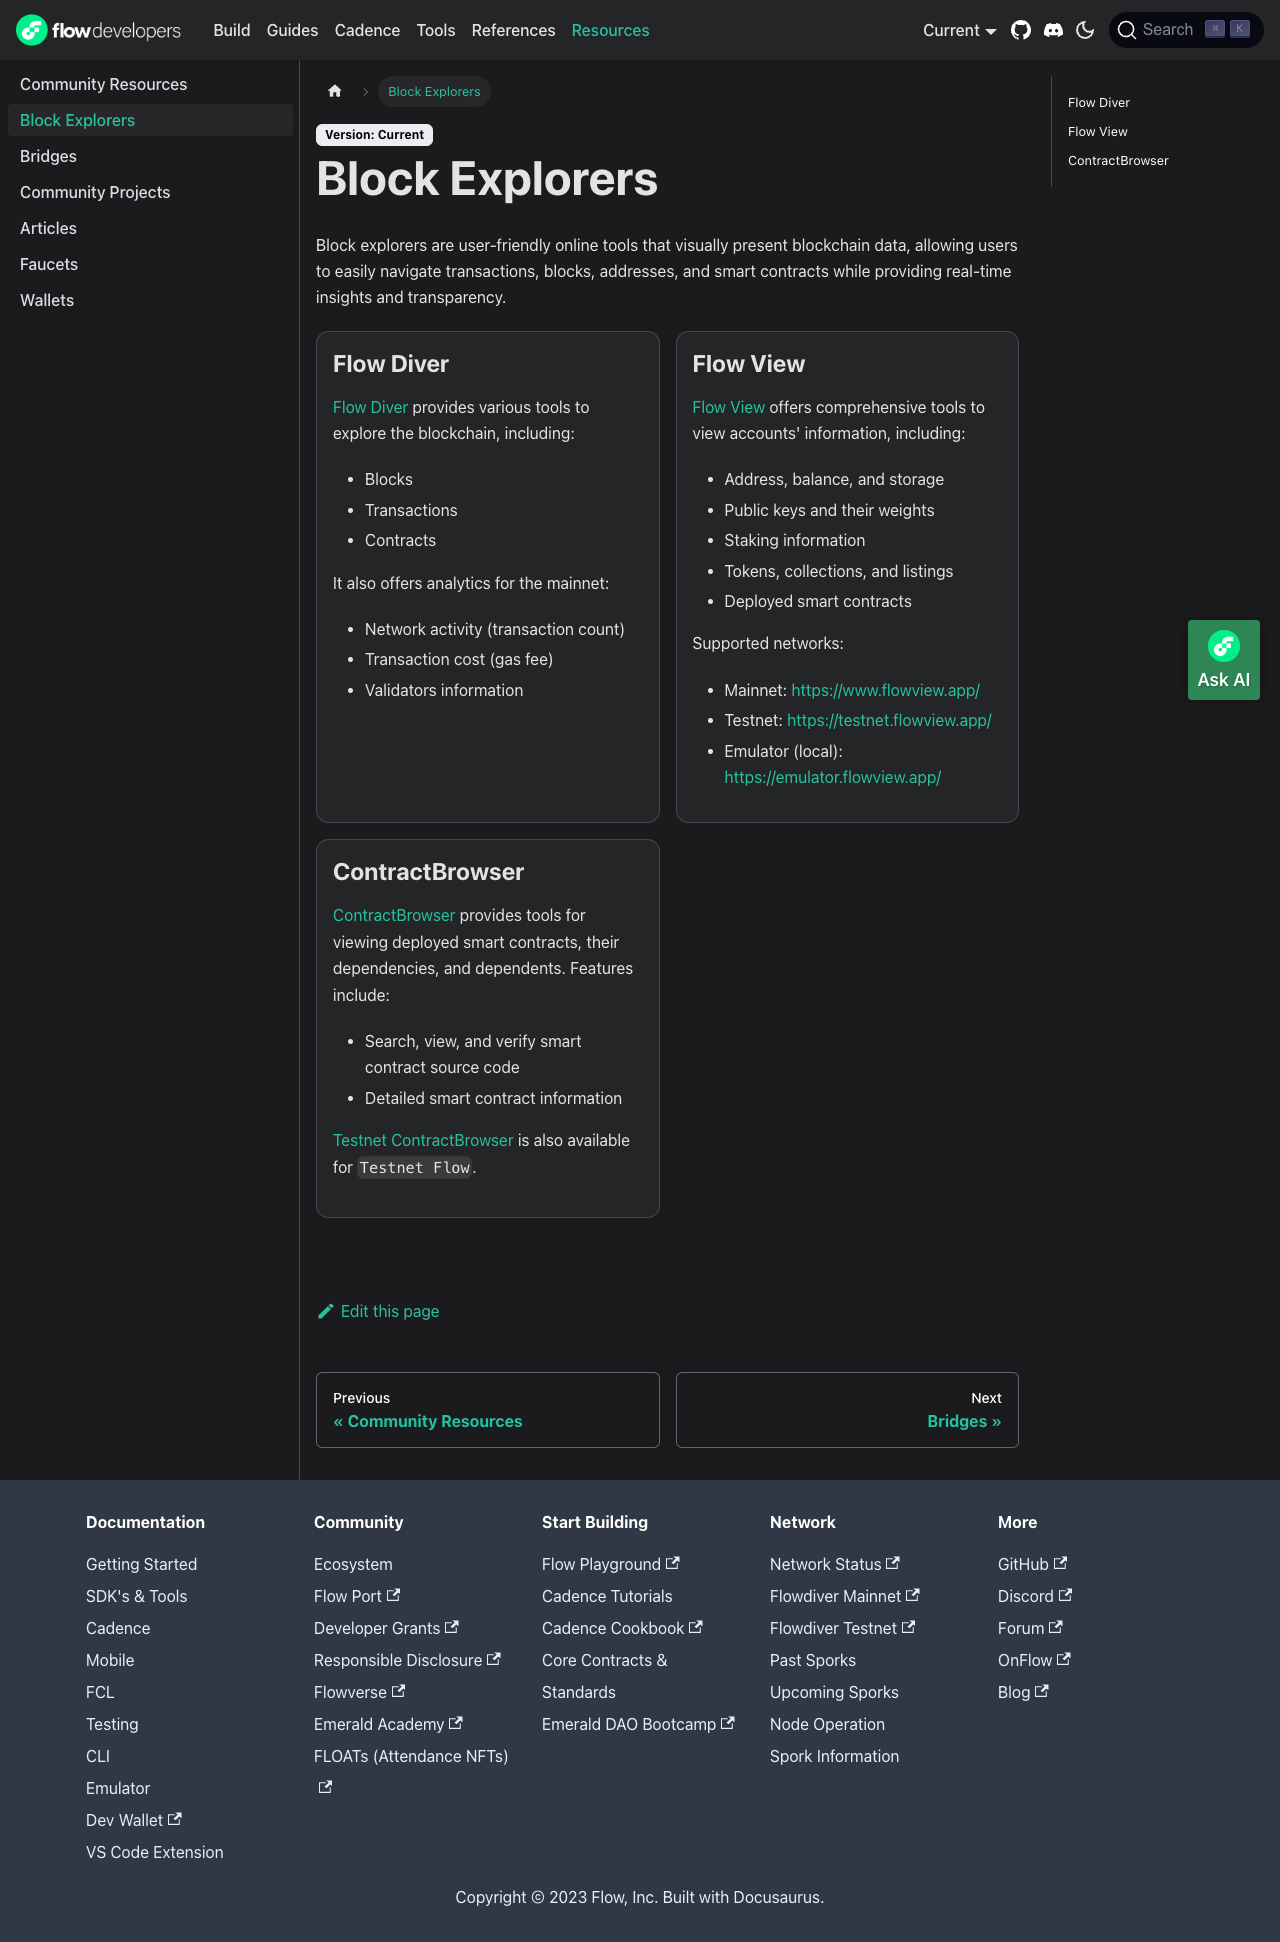 flowdevelopers
Build Guides Cadence Tools References Resources
Current
Search ⌘ K
Community Resources
Block Explorers
Bridges
Community Projects
Articles
Faucets
Wallets
Block Explorers
Version: Current
Block Explorers
Block explorers are user-friendly online tools that visually present blockchain data, allowing users
to easily navigate transactions, blocks, addresses, and smart contracts while providing real-time
insights and transparency.
Flow Diver
Flow Diver provides various tools to
explore the blockchain, including:
• Blocks
• Transactions
• Contracts
It also offers analytics for the mainnet:
• Network activity (transaction count)
• Transaction cost (gas fee)
• Validators information
Flow View
Flow View offers comprehensive tools to
view accounts' information, including:
• Address, balance, and storage
• Public keys and their weights
• Staking information
• Tokens, collections, and listings
• Deployed smart contracts
Supported networks:
• Mainnet: https://www.flowview.app/
• Testnet: https://testnet.flowview.app/
• Emulator (local):
https://emulator.flowview.app/
ContractBrowser
ContractBrowser provides tools for
viewing deployed smart contracts, their
dependencies, and dependents. Features
include:
• Search, view, and verify smart
contract source code
• Detailed smart contract information
Testnet ContractBrowser is also available
for Testnet Flow.
Edit this page
Previous
« Community Resources
Next
Bridges »
Flow Diver
Flow View
ContractBrowser
Ask AI
Documentation
Getting Started
SDK's & Tools
Cadence
Mobile
FCL
Testing
CLI
Emulator
Dev Wallet
VS Code Extension
Community
Ecosystem
Flow Port
Developer Grants
Responsible Disclosure
Flowverse
Emerald Academy
FLOATs (Attendance NFTs)
Start Building
Flow Playground
Cadence Tutorials
Cadence Cookbook
Core Contracts &
Standards
Emerald DAO Bootcamp
Network
Network Status
Flowdiver Mainnet
Flowdiver Testnet
Past Sporks
Upcoming Sporks
Node Operation
Spork Information
More
GitHub
Discord
Forum
OnFlow
Blog
Copyright © 2023 Flow, Inc. Built with Docusaurus.